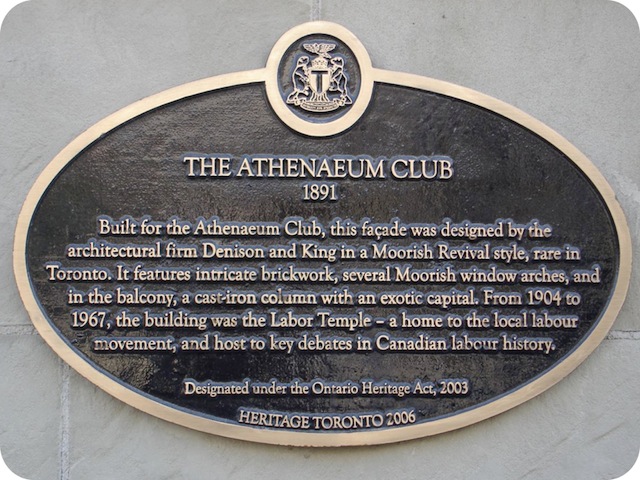 THE ATHENAEUM CLUB
1891
Built for the Athenaeum Club, this façade was designed by the
architectural firm Denison and King in a Moorish Revival style, rare in
Toronto. It features intricate brickwork, several Moorish window arches, and
in the balcony, a cast-iron column with an exotic capital. From 1904 to
1967, the building was the Labor Temple – a home to the local labour
movement, and host to key debates in Canadian labour history.
Designated under the Ontario Heritage Act, 2003
HERITAGE TORONTO 2006